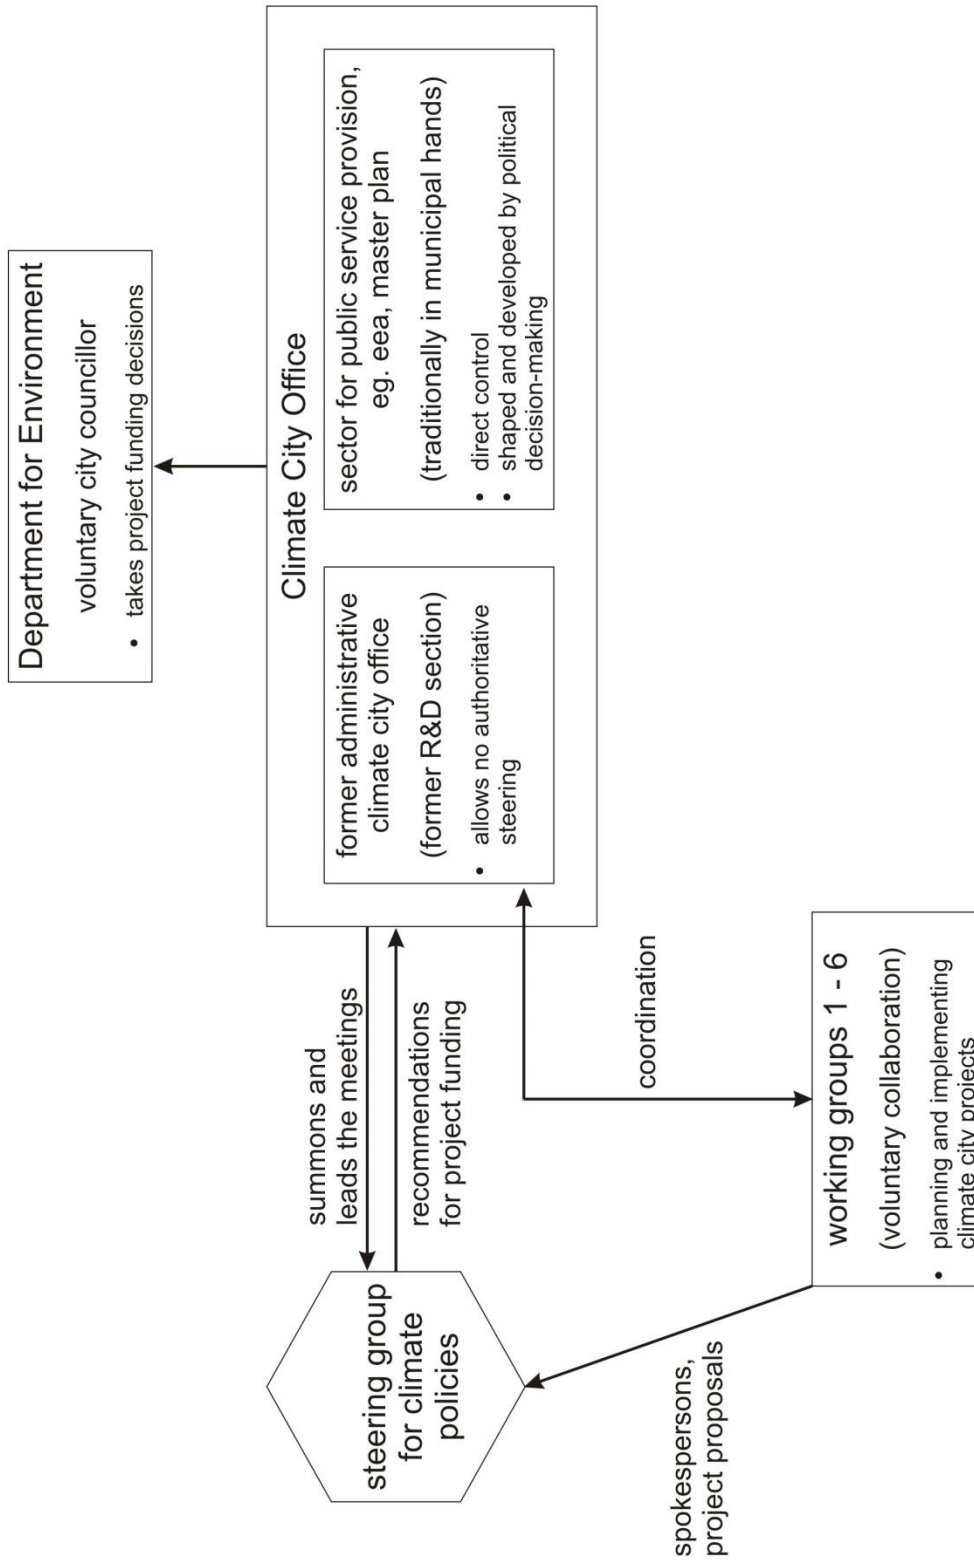 Department for Environment
voluntary city councillor
• takes project funding decisions
Climate City Office
former administrative
climate city office
(former R&D section)
• allows no authoritative
steering
sector for public service provision,
eg. eea, master plan
(traditionally in municipal hands)
• direct control
• shaped and developed by political
decision-making
summons and
leads the meetings
recommendations
for project funding
steering group
for climate
policies
coordination
spokespersons,
project proposals
working groups 1 - 6
(voluntary collaboration)
• planning and implementing
climate city projects